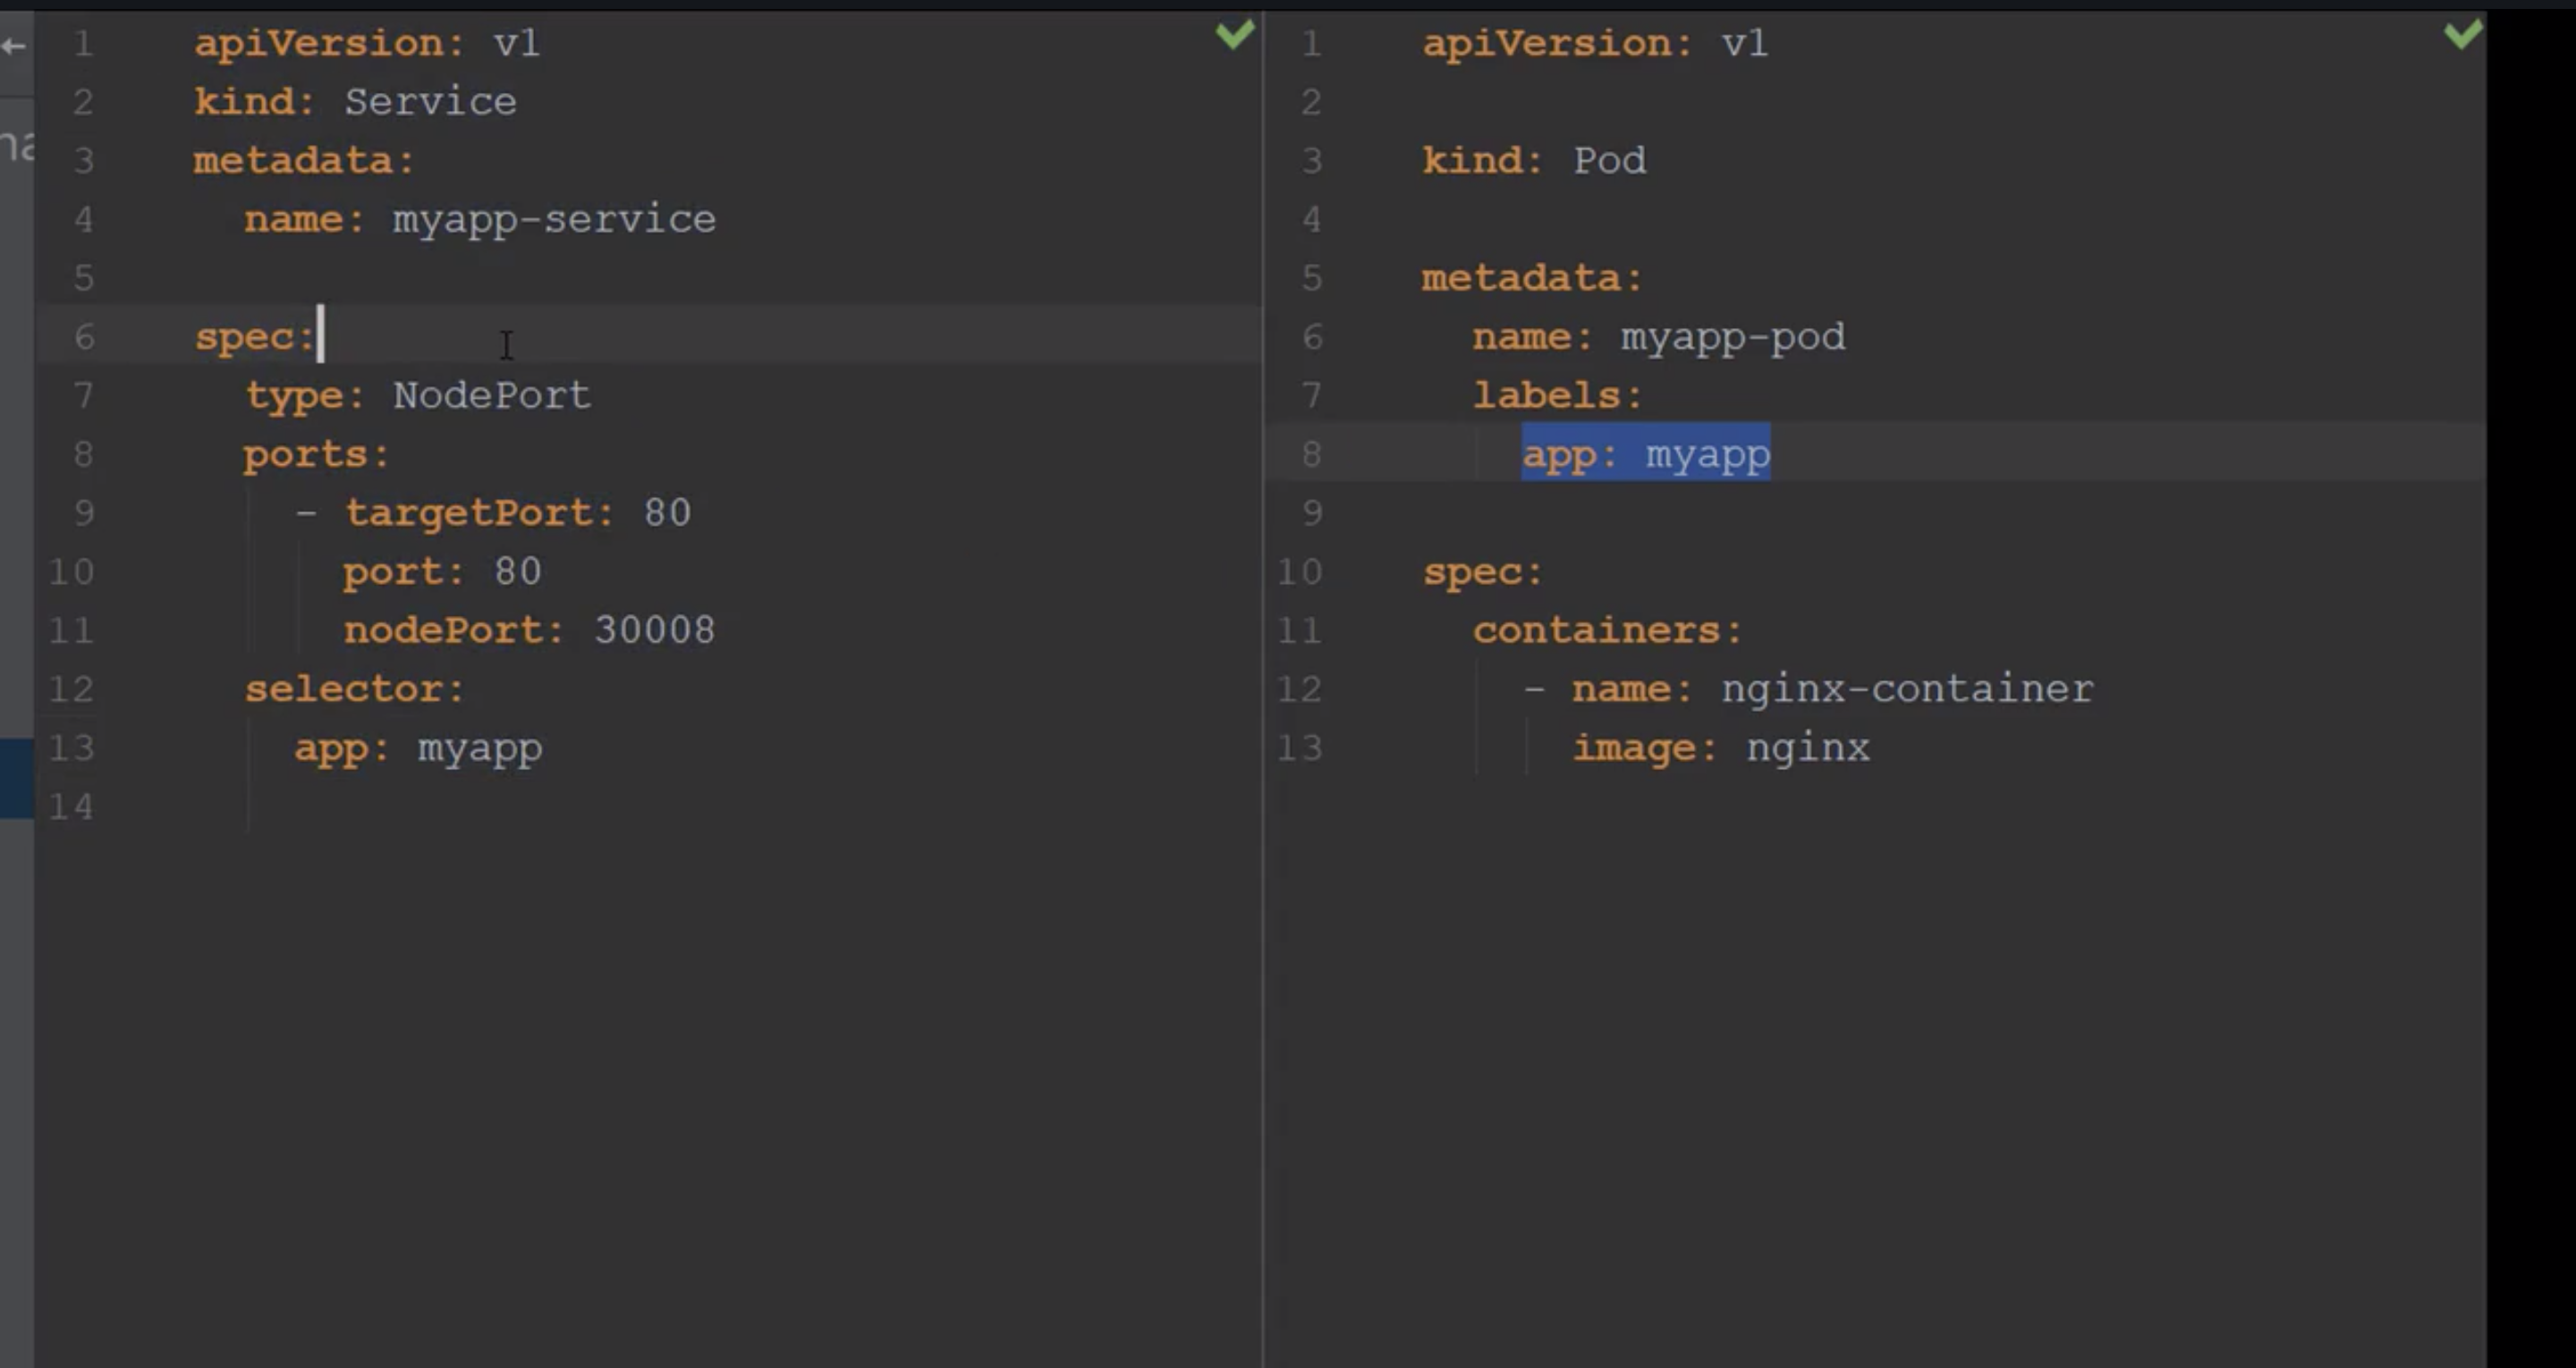 1 apiVersion: v1
2 kind: Service
3 metadata:
4 name: myapp-service
5
6 spec:
7 type: NodePort
8 ports:
9 - targetPort: 80
10 port: 80
11 nodePort: 30008
12 selector:
13 app: myapp
14
1 apiVersion: v1
2
3 kind: Pod
4
5 metadata:
6 name: myapp-pod
7 labels:
8 app: myapp
9
10 spec:
11 containers:
12 - name: nginx-container
13 image: nginx